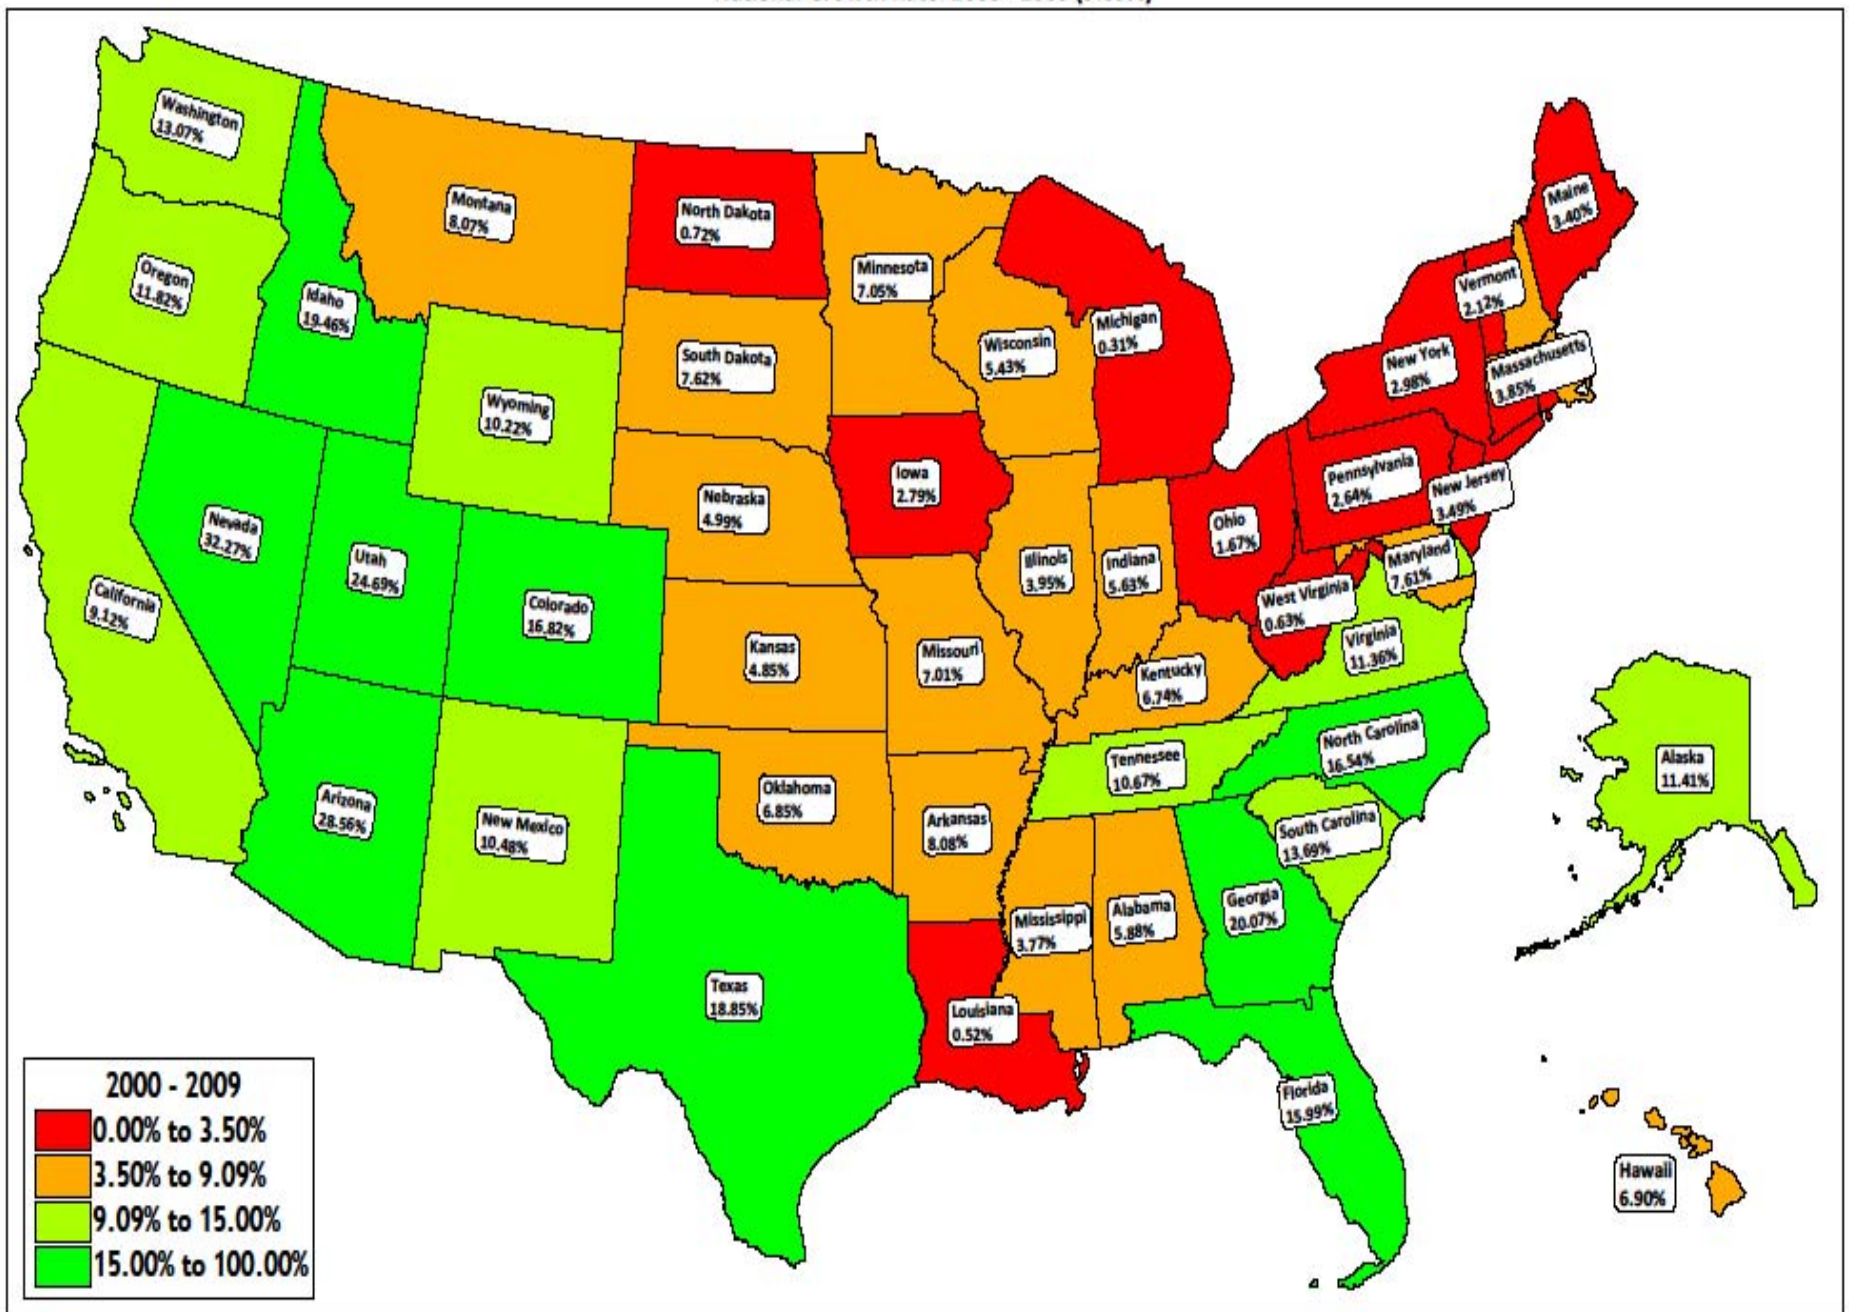 Washington
13.07%
Oregon
11.82%
California
9.12%
Idaho
19.46%
Nevada
32.27%
Montana
8.07%
Wyoming
10.22%
Utah
24.69%
Colorado
16.82%
Arizona
28.56%
New Mexico
10.48%
North Dakota
0.72%
South Dakota
7.62%
Nebraska
4.99%
Kansas
4.85%
Oklahoma
6.85%
Texas
18.85%
Minnesota
7.05%
Iowa
2.79%
Missouri
7.01%
Arkansas
8.08%
Louisiana
0.52%
Wisconsin
5.43%
Illinois
3.95%
Michigan
0.31%
Indiana
5.63%
Ohio
1.67%
Kentucky
6.74%
Tennessee
10.67%
Mississippi
3.77%
Alabama
5.88%
Georgia
20.07%
Florida
15.99%
South Carolina
13.69%
North Carolina
16.54%
Virginia
11.36%
West Virginia
0.63%
Maryland
7.61%
Pennsylvania
2.64%
New Jersey
3.49%
New York
2.98%
Vermont
2.12%
Massachusetts
3.85%
Maine
3.40%
Alaska
11.41%
Hawaii
6.90%
2000 - 2009
0.00% to 3.50%
3.50% to 9.09%
9.09% to 15.00%
15.00% to 100.00%